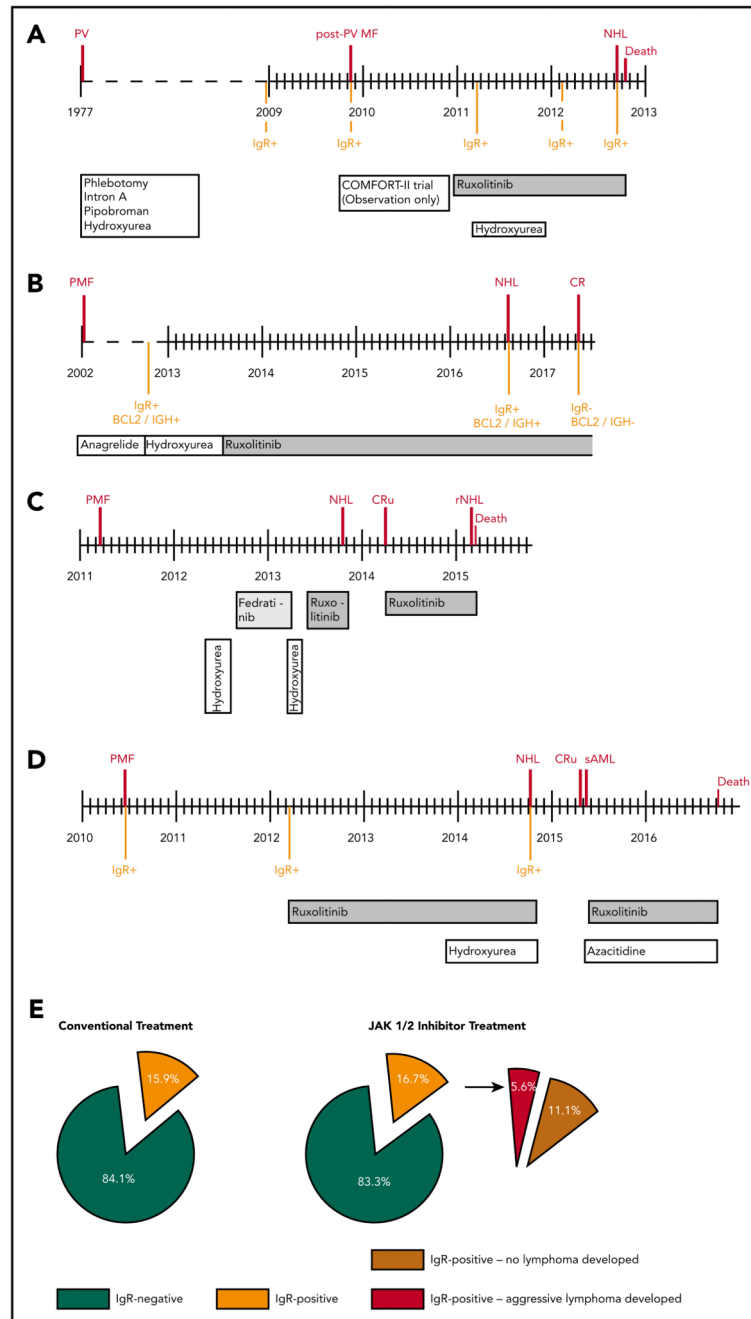 A
PV
post-PV MF
NHL
Death
1977
2009
2010
2011
2012
2013
IgR+
IgR+
IgR+
IgR+
IgR+
Phlebotomy
Intron A
Pipobroman
Hydroxyurea
COMFORT-II trial
(Observation only)
Ruxolitinib
Hydroxyurea
B
PMF
NHL
CR
2002
2013
2014
2015
2016
2017
IgR+
BCL2 / IGH+
IgR+
BCL2 / IGH+
IgR-
BCL2 / IGH-
Anagrelide
Hydroxyurea
Ruxolitinib
C
PMF
NHL
CRu
rNHL
Death
2011
2012
2013
2014
2015
Fedrati -
nib
Ruxo -
litinib
Ruxolitinib
Hydroxyurea
Hydroxyurea
D
PMF
NHL
CRu
sAML
Death
2010
2011
2012
2013
2014
2015
2016
IgR+
IgR+
IgR+
Ruxolitinib
Ruxolitinib
Hydroxyurea
Azacitidine
E
Conventional Treatment
JAK 1/2 Inhibitor Treatment
15.9%
84.1%
16.7%
83.3%
5.6%
11.1%
IgR-positive – no lymphoma developed
IgR-negative
IgR-positive
IgR-positive – aggressive lymphoma developed